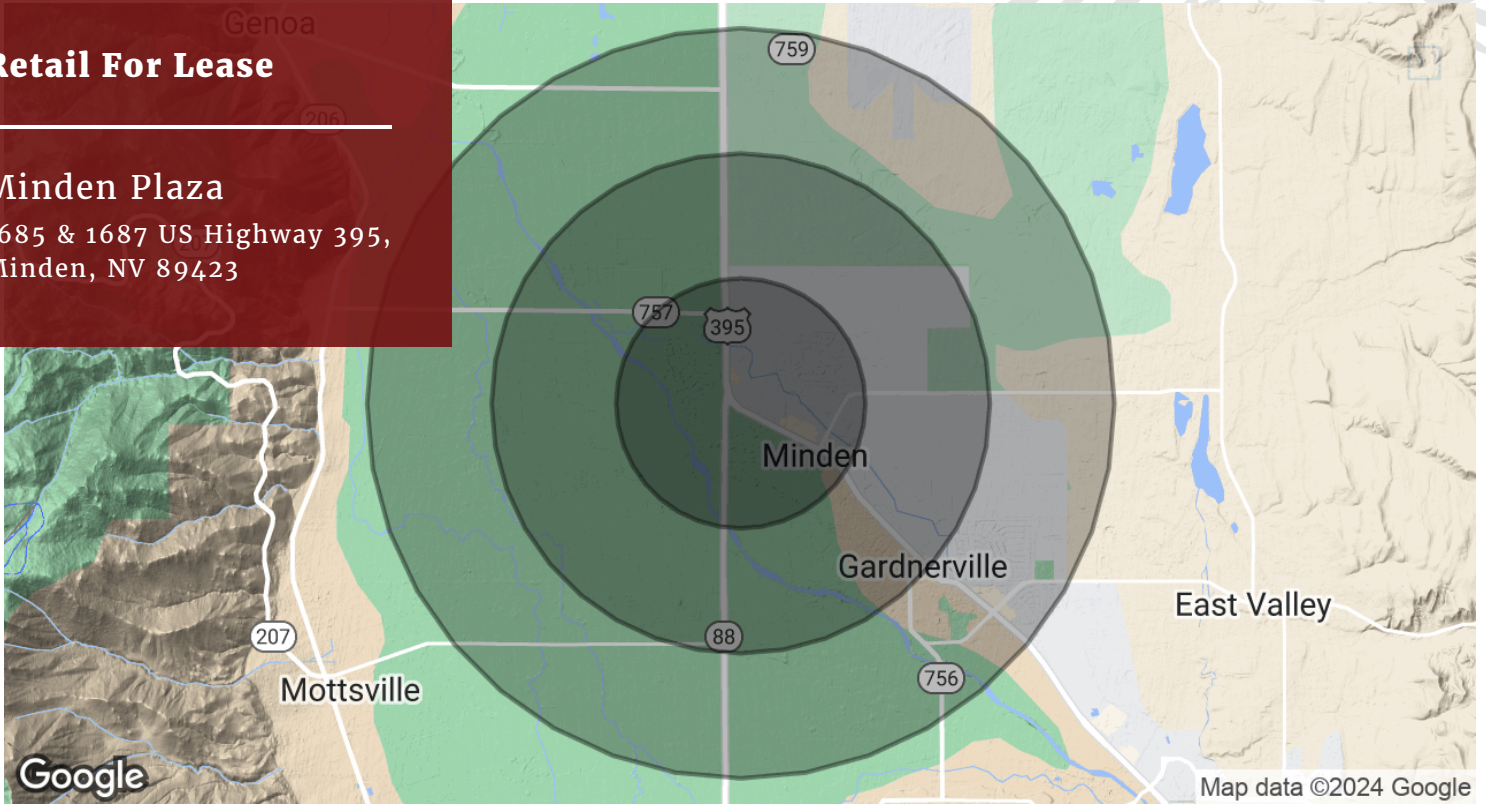 Genoa
Retail For Lease
206
Minden Plaza
685 & 1687 US Highway 395,
Minden, NV 89423
207
759
757
395
Minden
Gardnerville
East Valley
207
88
756
Mottsville
Google
Map data ©2024 Google